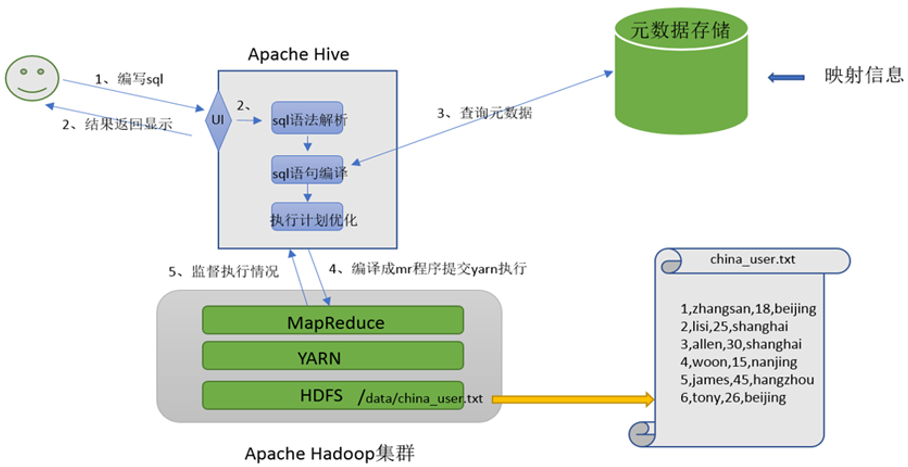 元数据存储
Apache Hive
映射信息
1、编写sql
UI
2、
sql语法解析
3、查询元数据
2、结果返回显示
sql语句编译
执行计划优化
5、监督执行情况
4、编译成mr程序提交yarn执行
china_user.txt
1,zhangsan,18,beijing
2,lisi,25,shanghai
3,allen,30,shanghai
4,woon,15,nanjing
5,james,45,hangzhou
6,tony,26,beijing
MapReduce
YARN
HDFS /data/china_user.txt
Apache Hadoop集群